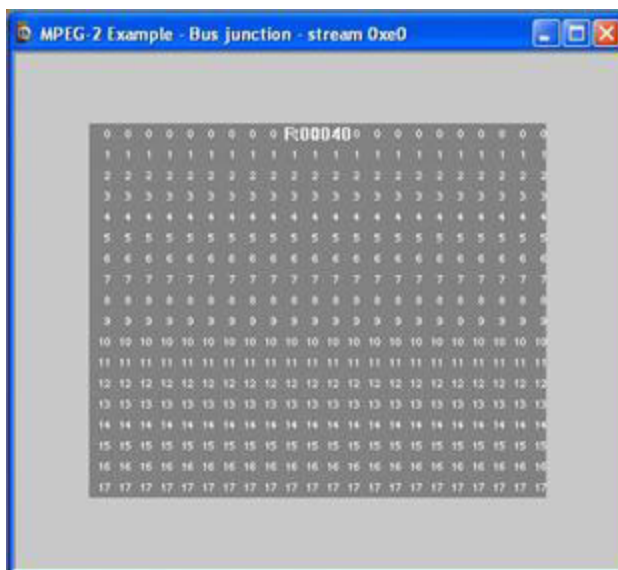 MPEG-2 Example - Bus junction - stream 0xe0
0 0 0 0 0 0 0 0 0 F:00040 0 0 0 0 0 0 0 0 0 0
1 1 1 1 1 1 1 1 1 1 1 1 1 1 1 1 1 1 1 1 1 1
2 2 2 2 2 2 2 2 2 2 2 2 2 2 2 2 2 2 2 2 2 2
3 3 3 3 3 3 3 3 3 3 3 3 3 3 3 3 3 3 3 3 3 3
4 4 4 4 4 4 4 4 4 4 4 4 4 4 4 4 4 4 4 4 4 4
5 5 5 5 5 5 5 5 5 5 5 5 5 5 5 5 5 5 5 5 5 5
6 6 6 6 6 6 6 6 6 6 6 6 6 6 6 6 6 6 6 6 6 6
7 7 7 7 7 7 7 7 7 7 7 7 7 7 7 7 7 7 7 7 7 7
8 8 8 8 8 8 8 8 8 8 8 8 8 8 8 8 8 8 8 8 8 8
9 9 9 9 9 9 9 9 9 9 9 9 9 9 9 9 9 9 9 9 9 9
10 10 10 10 10 10 10 10 10 10 10 10 10 10 10 10 10 10 10 10 10 10
11 11 11 11 11 11 11 11 11 11 11 11 11 11 11 11 11 11 11 11 11 11
12 12 12 12 12 12 12 12 12 12 12 12 12 12 12 12 12 12 12 12 12 12
13 13 13 13 13 13 13 13 13 13 13 13 13 13 13 13 13 13 13 13 13 13
14 14 14 14 14 14 14 14 14 14 14 14 14 14 14 14 14 14 14 14 14 14
15 15 15 15 15 15 15 15 15 15 15 15 15 15 15 15 15 15 15 15 15 15
16 16 16 16 16 16 16 16 16 16 16 16 16 16 16 16 16 16 16 16 16 16
17 17 17 17 17 17 17 17 17 17 17 17 17 17 17 17 17 17 17 17 17 17